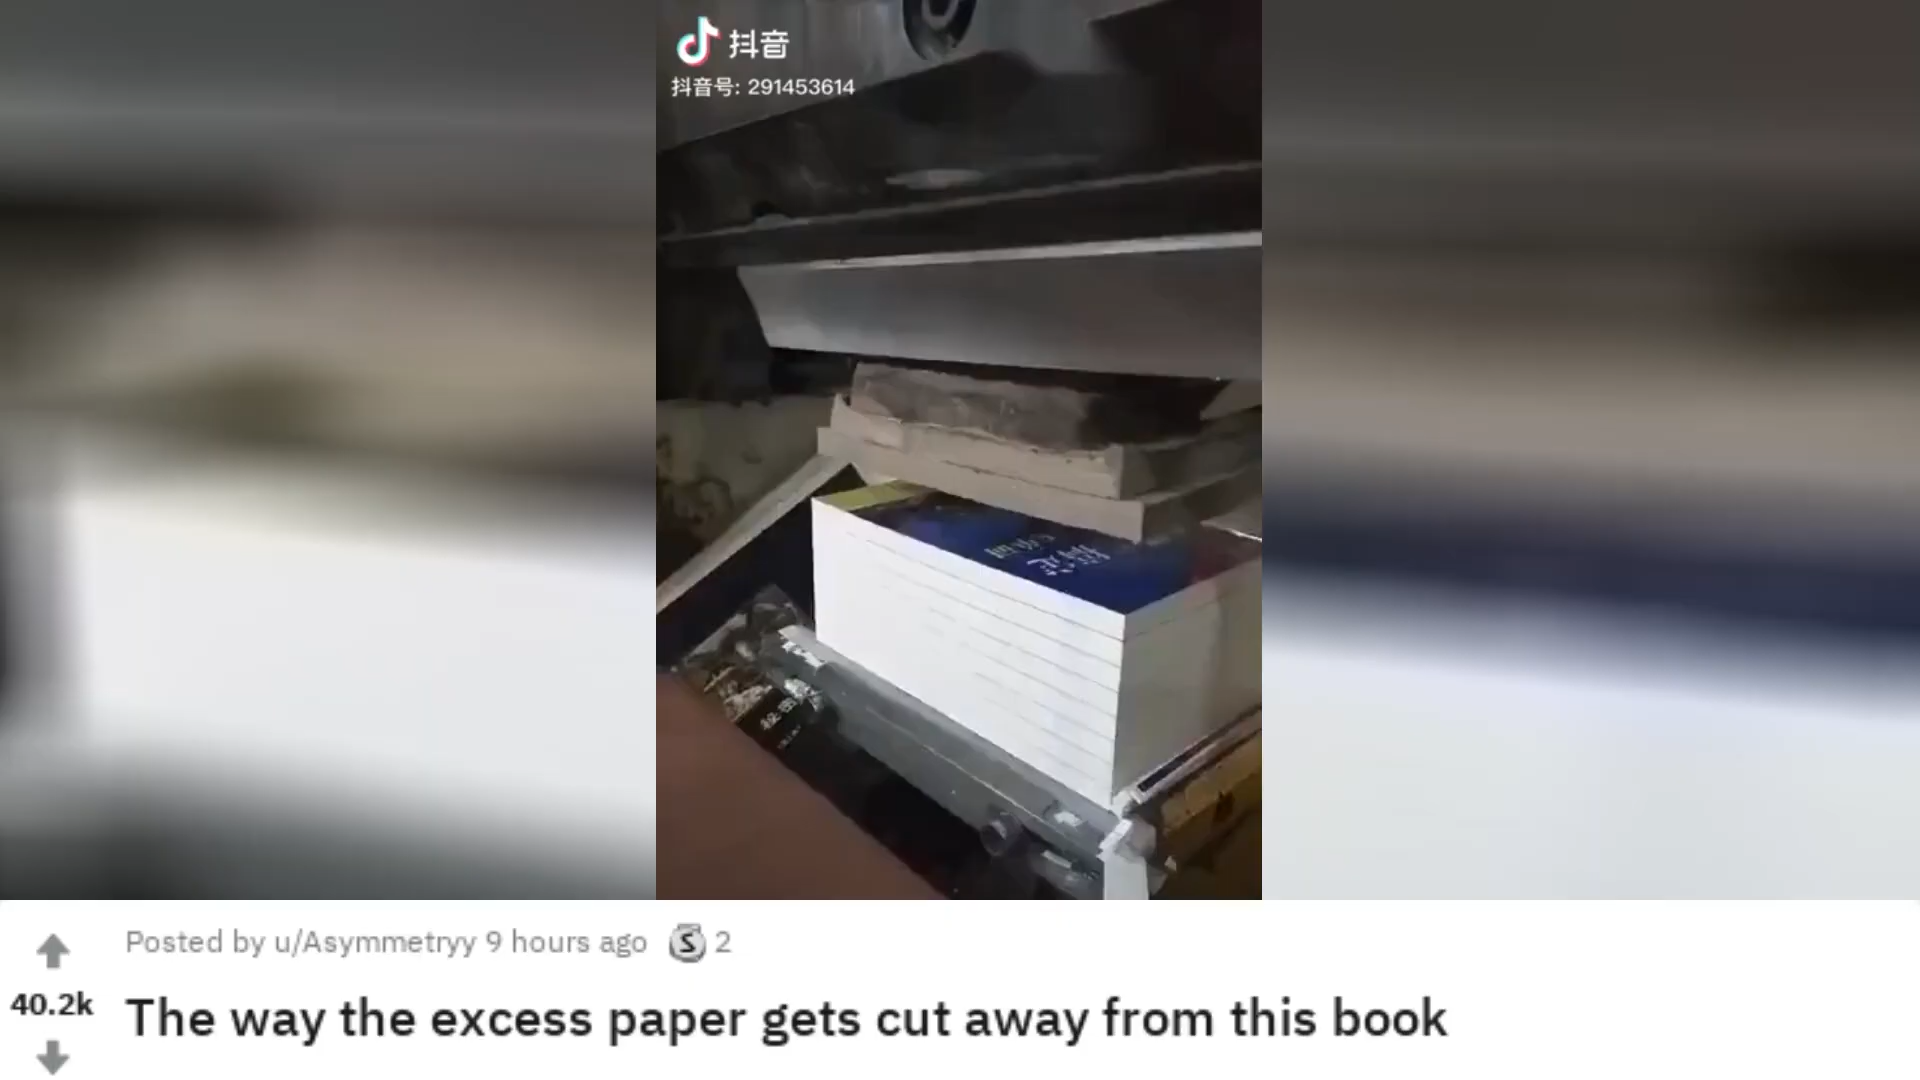 抖音
抖音号: 291453614
Posted by u/Asymmetryy 9 hours ago S 2
40.2k
The way the excess paper gets cut away from this book